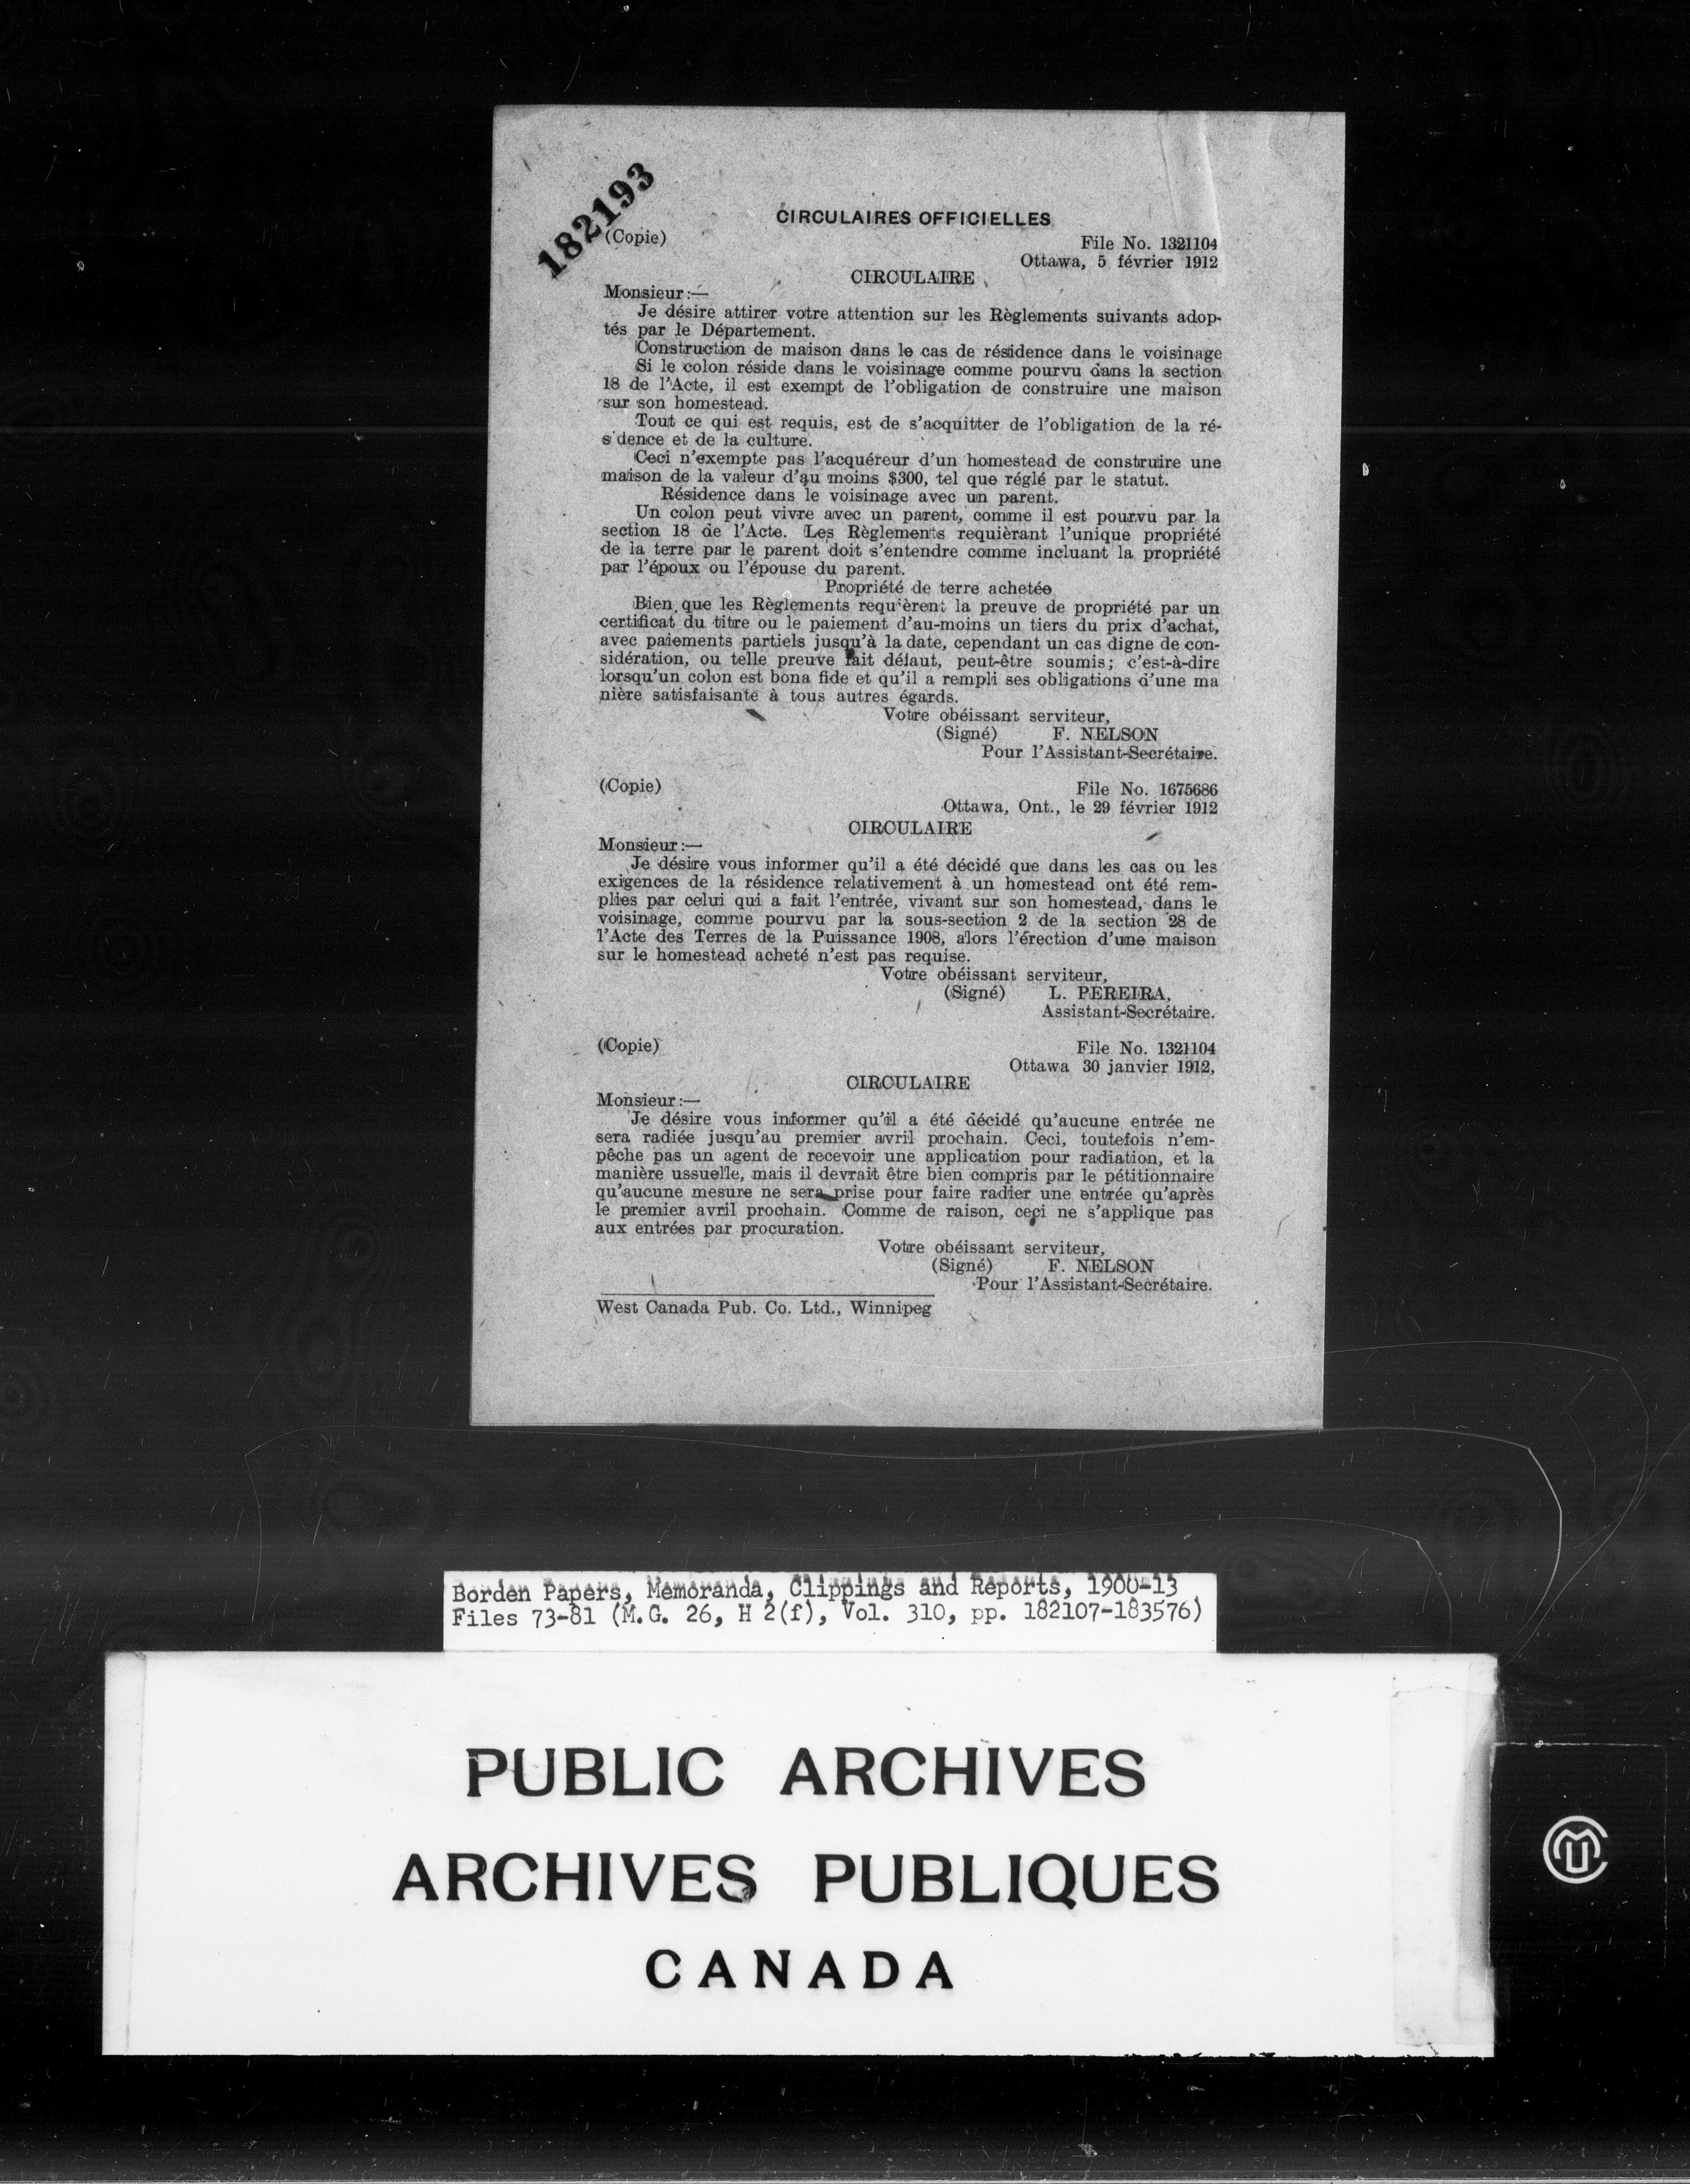 182193
CIRCULAIRES OFFICIELLES
(Copie)
File No. 1321104
Ottawa, 5 février 1912
CIRCULAIRE
Monsieur:—
Je désire attirer votre attention sur les Règlements suivants adop-
tés par le Département.
Construction de maison dans le cas de résidence dans le voisinage
Si le colon réside dans le voisinage comme pourvu dans la section
18 de l'Acte, il est exempt de l'obligation de construire une maison
sur son homestead.
Tout ce qui est requis, est de s'acquitter de l'obligation de la ré-
s dence et de la culture.
Ceci n'exempte pas l'acquéreur d'un homestead de construire une
maison de la valeur d'au moins $300, tel que réglé par le statut.
Résidence dans le voisinage avec un parent.
Un colon peut vivre avec un parent, comme il est pourvu par la
section 18 de l'Acte. Les Règlements requièrant l'unique propriété
de la terre par le parent doit s'entendre comme incluant la propriété
par l'époux ou l'épouse du parent.
Propriété de terre achetée
Bien que les Règlements requièrent la preuve de propriété par un
certificat du titre ou le paiement d'au-moins un tiers du prix d'achat,
avec paiements partiels jusqu'à la date, cependant un cas digne de con-
sidération, ou telle preuve fait défaut, peut-être soumis; c'est-à-dire
lorsqu'un colon est bona fide et qu'il a rempli ses obligations d'une ma
nière satisfaisante à tous autres égards.
Votre obéissant serviteur,
(Signé) F. NELSON
Pour l'Assistant-Secrétaire.
(Copie)
File No. 1675686
Ottawa, Ont., le 29 février 1912
CIRCULAIRE
Monsieur:—
Je désire vous informer qu'il a été décidé que dans les cas ou les
exigences de la résidence relativement à un homestead ont été rem-
plies par celui qui a fait l'entrée, vivant sur son homestead, dans le
voisinage, comme pourvu par la sous-section 2 de la section 28 de
l'Acte des Terres de la Puissance 1908, alors l'érection d'une maison
sur le homestead acheté n'est pas requise.
Votre obéissant serviteur,
(Signé) L. PEREIRA,
Assistant-Secrétaire.
(Copie)
File No. 1321104
Ottawa 30 janvier 1912,
CIRCULAIRE
Monsieur:—
Je désire vous informer qu'il a été décidé qu'aucune entrée ne
sera radiée jusqu'au premier avril prochain. Ceci, toutefois n'em-
pêche pas un agent de recevoir une application pour radiation, et la
manière ussuelle, mais il devrait être bien compris par le pétitionnaire
qu'aucune mesure ne sera prise pour faire radier une entrée qu'après
le premier avril prochain. Comme de raison, ceci ne s'applique pas
aux entrées par procuration.
Votre obéissant serviteur,
(Signé) F. NELSON
Pour l'Assistant-Secrétaire.
West Canada Pub. Co. Ltd., Winnipeg
Borden Papers, Memoranda, Clippings and Reports, 1900-13
Files 73-81 (M.G. 26, H 2(f), Vol. 310, pp. 182107-183576)
PUBLIC ARCHIVES
ARCHIVES PUBLIQUES
CANADA